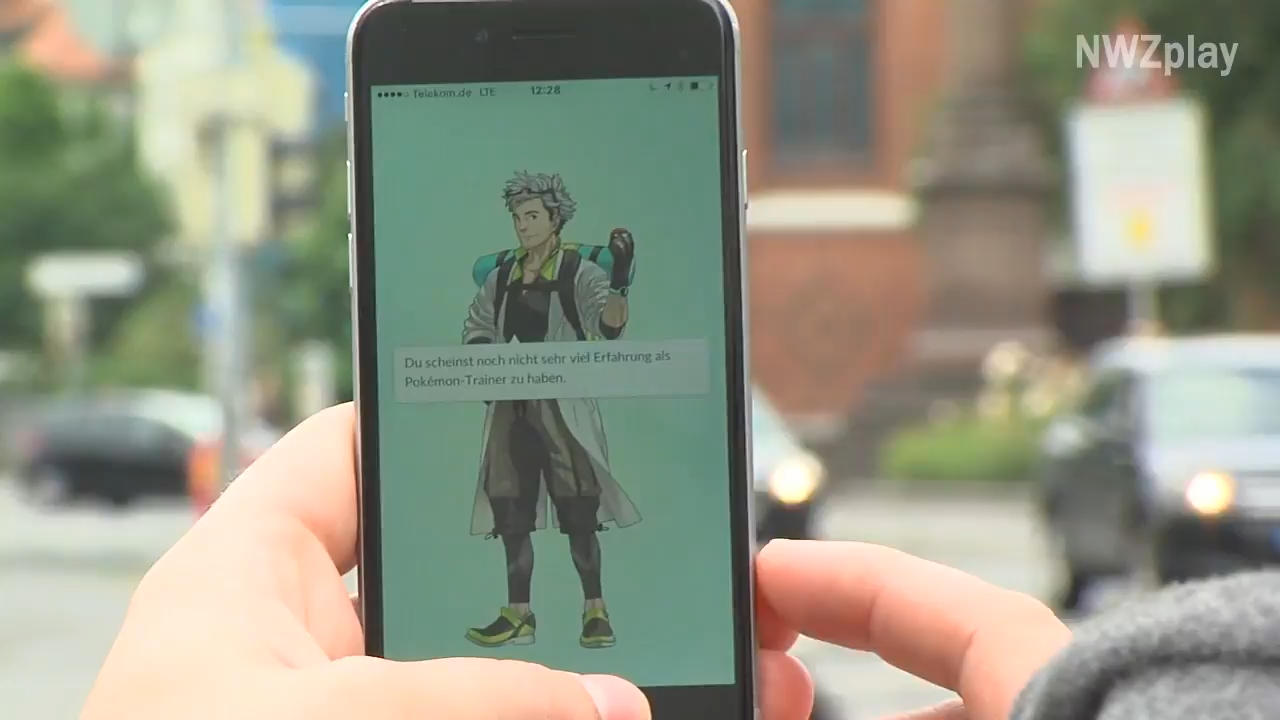 NWZplay
Telekom.de LTE 12:28
Du scheinst noch nicht sehr viel Erfahrung als
Pokémon-Trainer zu haben.